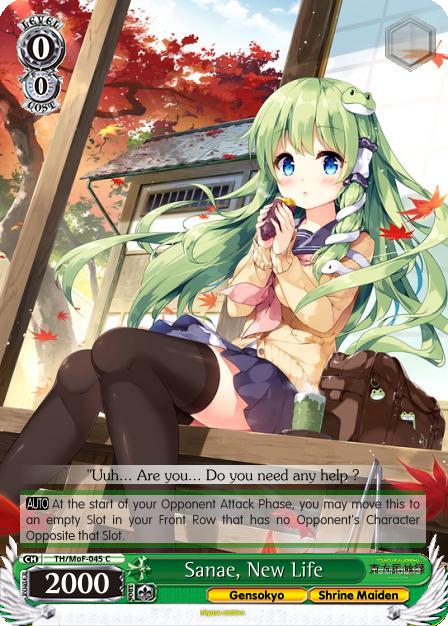 LEVEL
0
0
COST
"Uuh... Are you... Do you need any help ?
AUTO At the start of your Opponent Attack Phase, you may move this to
an empty Slot in your Front Row that has no Opponent's Character
Opposite that Slot.
CH TH/MoF-045 C
POWER 2000 SOUL
Sanae, New Life
Gensokyo Shrine Maiden